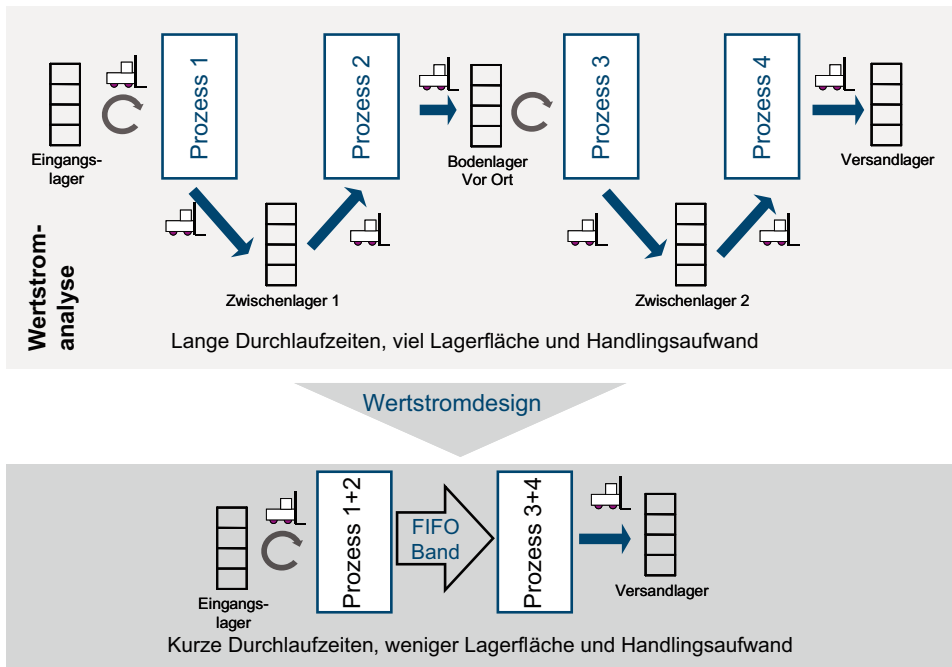 Prozess 1
Prozess 2
Prozess 3
Prozess 4
Eingangs-
lager
Bodenlager
Vor Ort
Versandlager
Zwischenlager 1
Zwischenlager 2
Wertstrom-
analyse
Lange Durchlaufzeiten, viel Lagerfläche und Handlingsaufwand
Wertstromdesign
Prozess 1+2
FIFO
Band
Prozess 3+4
Eingangs-
lager
Versandlager
Kurze Durchlaufzeiten, weniger Lagerfläche und Handlingsaufwand